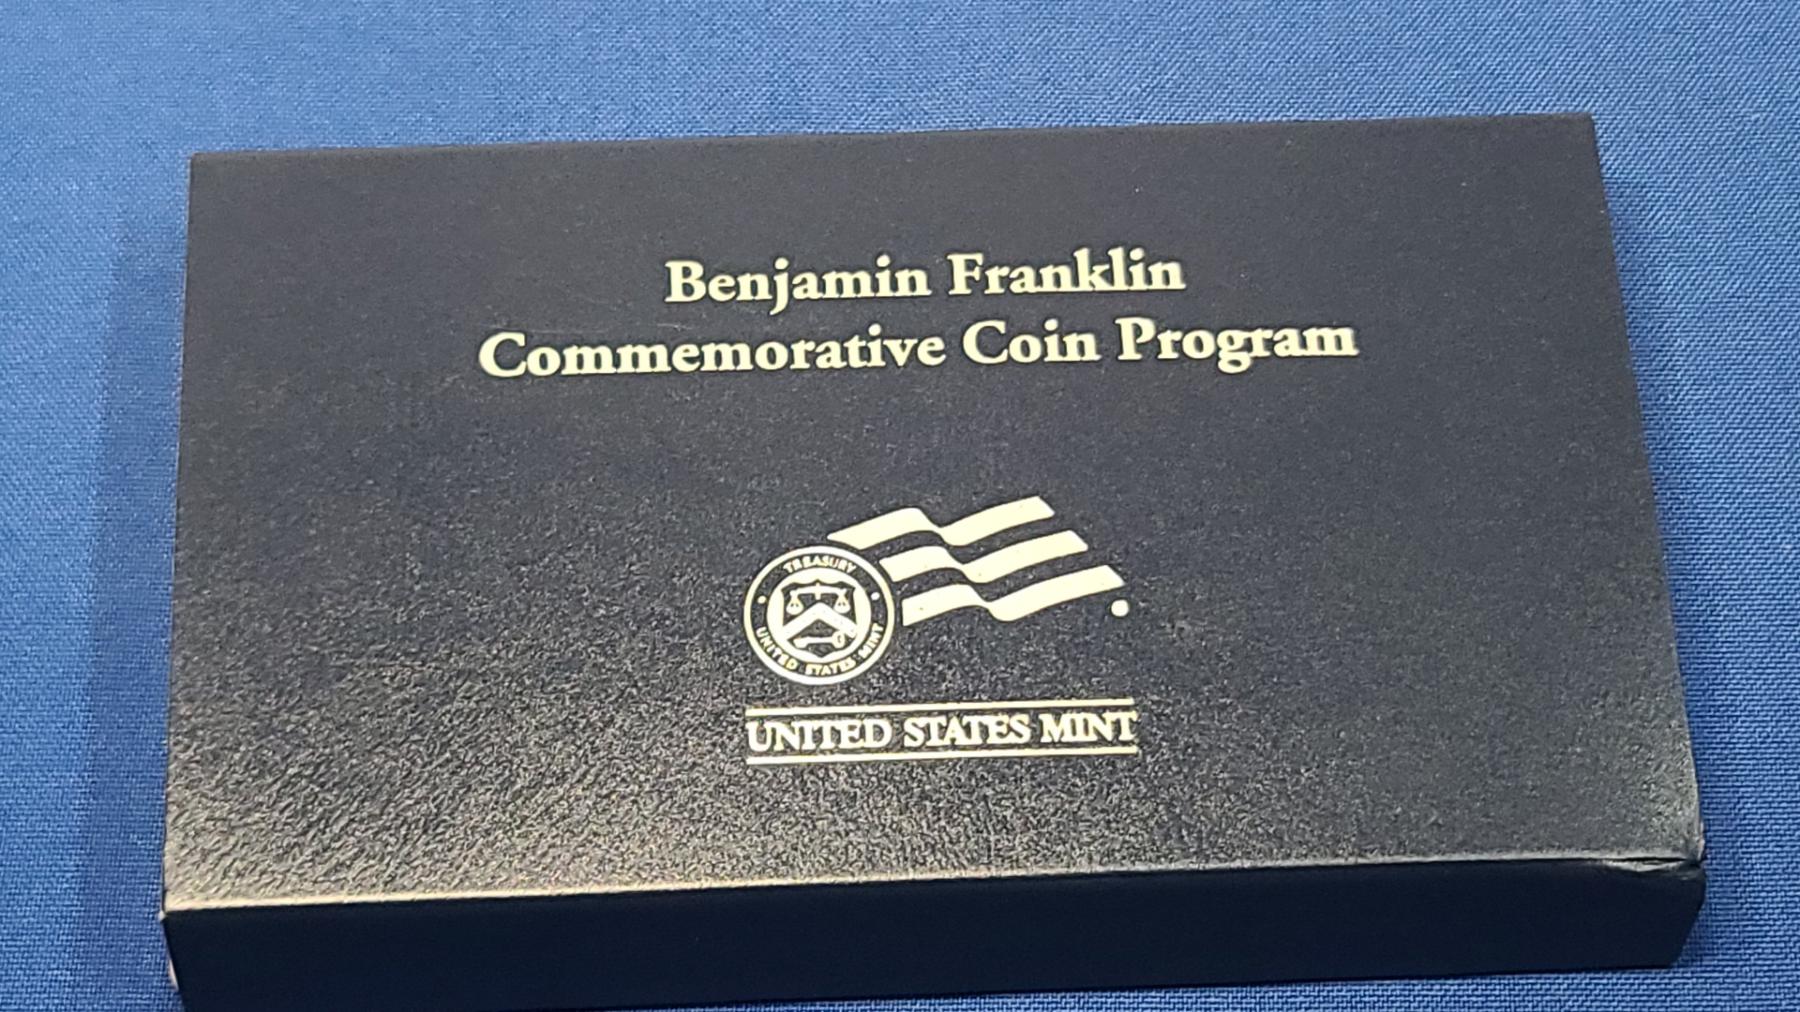 Benjamin Franklin
Commemorative Coin Program
TREASURY
UNITED STATES MINT
UNITED STATES MINT